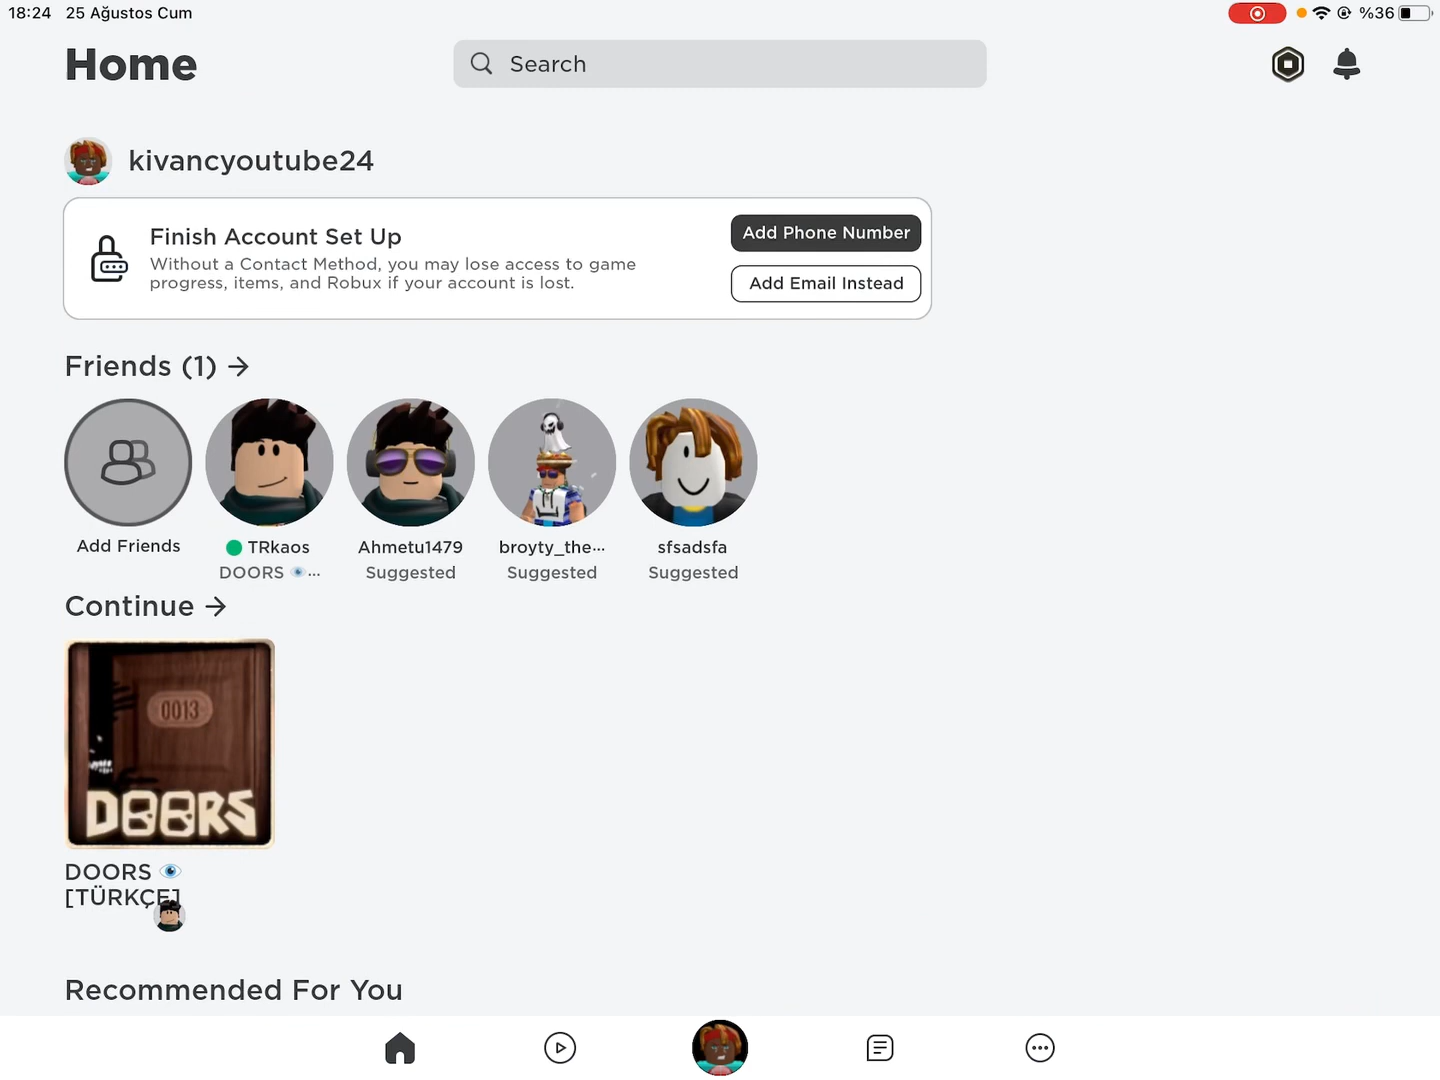 18:24 25 Ağustos Cum
%36
Home
Search
kivancyoutube24
Finish Account Set Up
Without a Contact Method, you may lose access to game
progress, items, and Robux if your account is lost.
Add Phone Number
Add Email Instead
Friends (1) →
Add Friends
TRkaos
DOORS 👁...
Ahmetu1479
Suggested
broyty_the...
Suggested
sfsadsfa
Suggested
Continue →
0013
DOORS
DOORS 👁
[TÜRKÇE]
Recommended For You